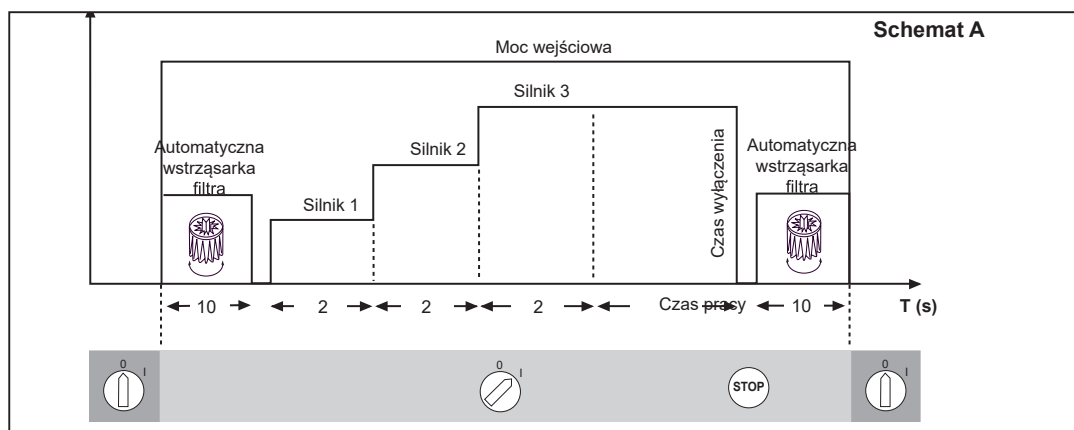 Schemat A
Moc wejściowa
Silnik 3
Automatyczna
wstrząsarka
filtra
Silnik 2
Silnik 1
Czas wyłączenia
Automatyczna
wstrząsarka
filtra
10
2
2
2
Czas pracy
10
T (s)
0
I
0
I
STOP
0
I